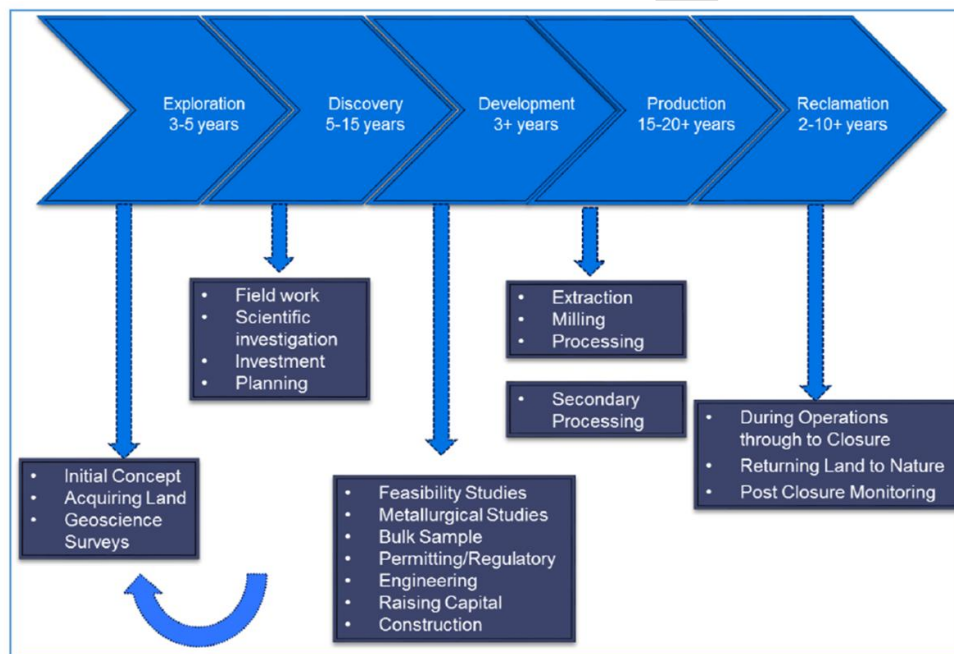 Exploration
3-5 years
Discovery
5-15 years
Development
3+ years
Production
15-20+ years
Reclamation
2-10+ years
• Initial Concept
• Acquiring Land
• Geoscience
Surveys
• Field work
• Scientific
investigation
• Investment
• Planning
• Feasibility Studies
• Metallurgical Studies
• Bulk Sample
• Permitting/Regulatory
• Engineering
• Raising Capital
• Construction
• Extraction
• Milling
• Processing
• Secondary
Processing
• During Operations
through to Closure
• Returning Land to Nature
• Post Closure Monitoring